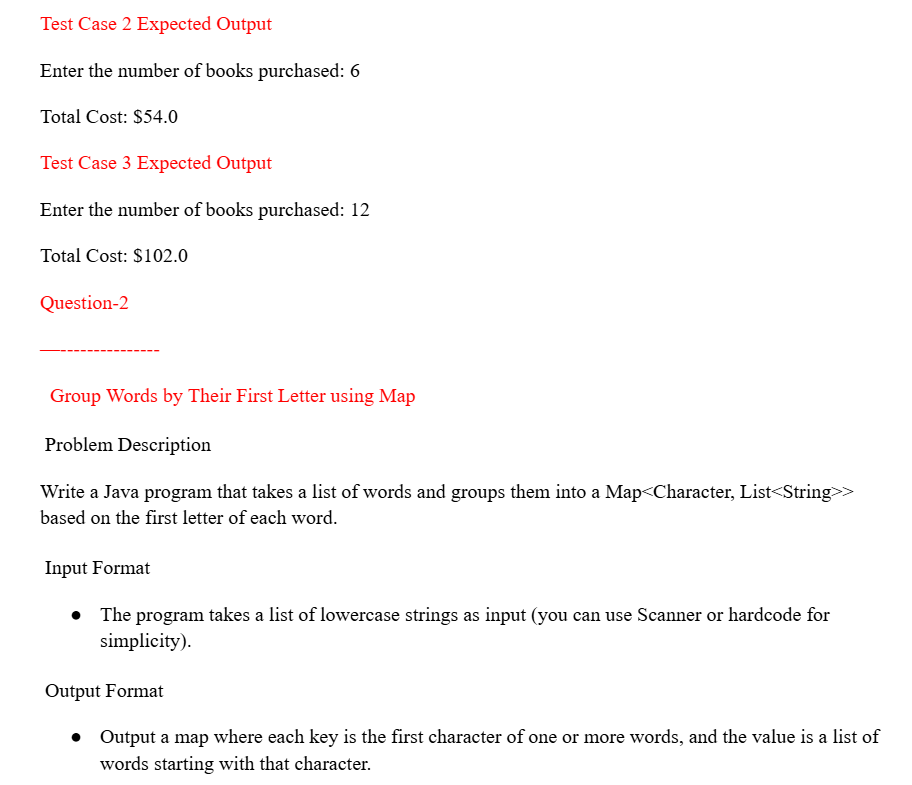 Test Case 2 Expected Output
Enter the number of books purchased: 6
Total Cost: $54.0
Test Case 3 Expected Output
Enter the number of books purchased: 12
Total Cost: $102.0
Question-2
—---------------
Group Words by Their First Letter using Map
Problem Description
Write a Java program that takes a list of words and groups them into a Map<Character, List<String>>
based on the first letter of each word.
Input Format
● The program takes a list of lowercase strings as input (you can use Scanner or hardcode for
simplicity).
Output Format
● Output a map where each key is the first character of one or more words, and the value is a list of
words starting with that character.